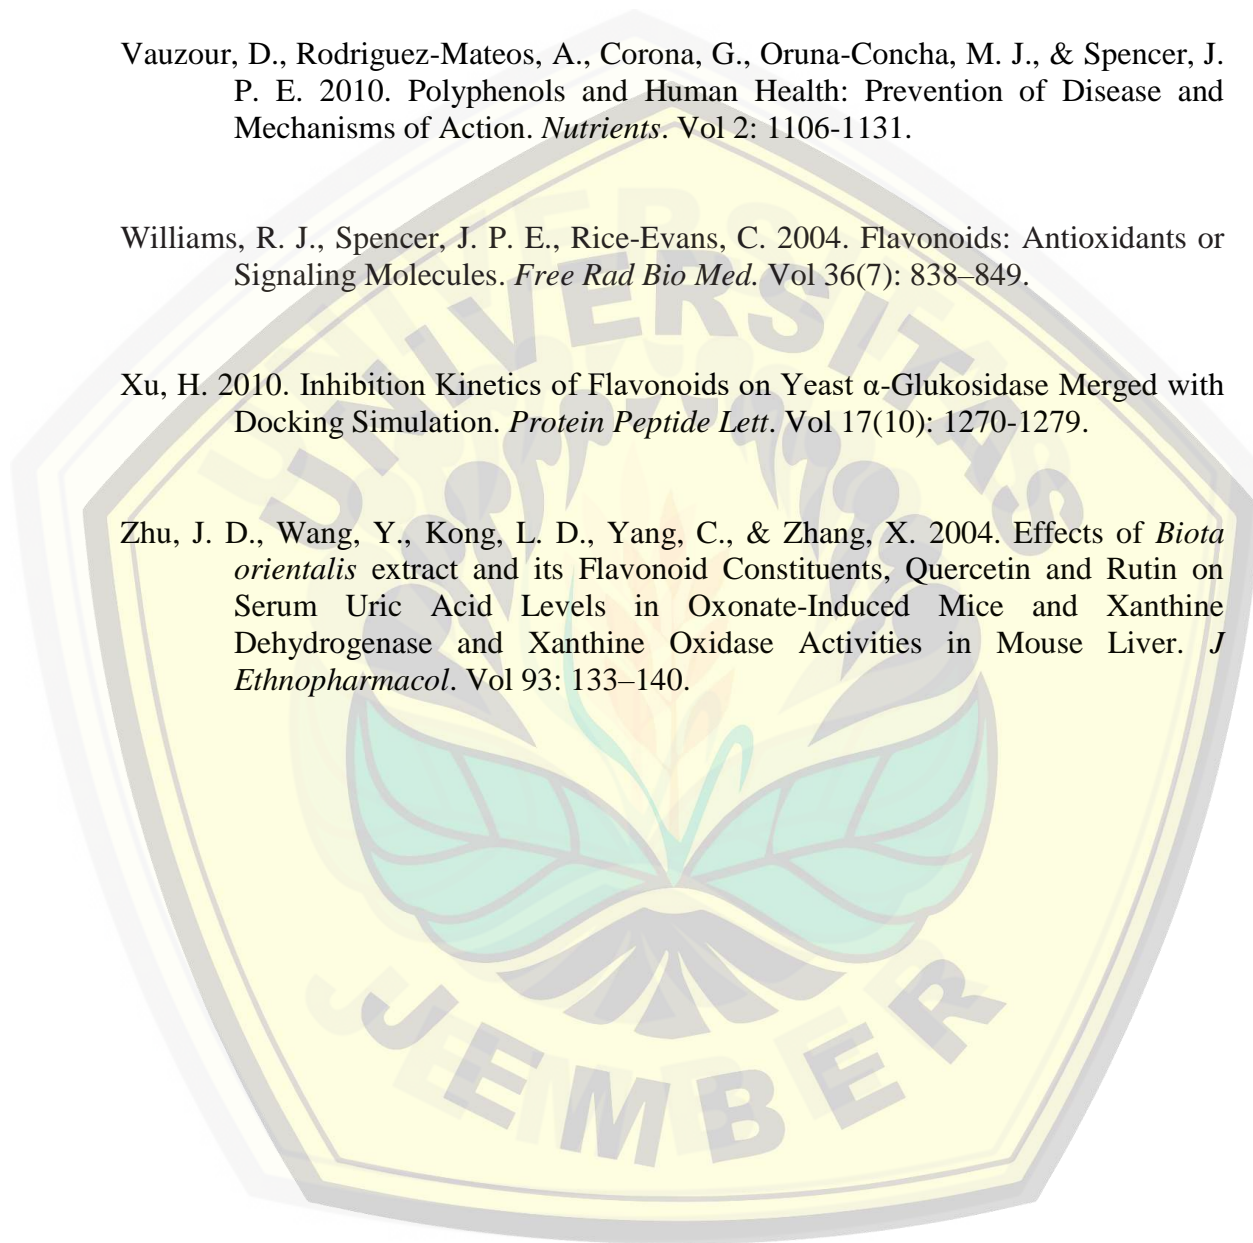 Vauzour, D., Rodriguez-Mateos, A., Corona, G., Oruna-Concha, M. J., & Spencer, J.
P. E. 2010. Polyphenols and Human Health: Prevention of Disease and
Mechanisms of Action. Nutrients. Vol 2: 1106-1131.
Williams, R. J., Spencer, J. P. E., Rice-Evans, C. 2004. Flavonoids: Antioxidants or
Signaling Molecules. Free Rad Bio Med. Vol 36(7): 838–849.
Xu, H. 2010. Inhibition Kinetics of Flavonoids on Yeast α-Glukosidase Merged with
Docking Simulation. Protein Peptide Lett. Vol 17(10): 1270-1279.
Zhu, J. D., Wang, Y., Kong, L. D., Yang, C., & Zhang, X. 2004. Effects of Biota
orientalis extract and its Flavonoid Constituents, Quercetin and Rutin on
Serum Uric Acid Levels in Oxonate-Induced Mice and Xanthine
Dehydrogenase and Xanthine Oxidase Activities in Mouse Liver. J
Ethnopharmacol. Vol 93: 133–140.
UNIVERSITAS
JEMBER